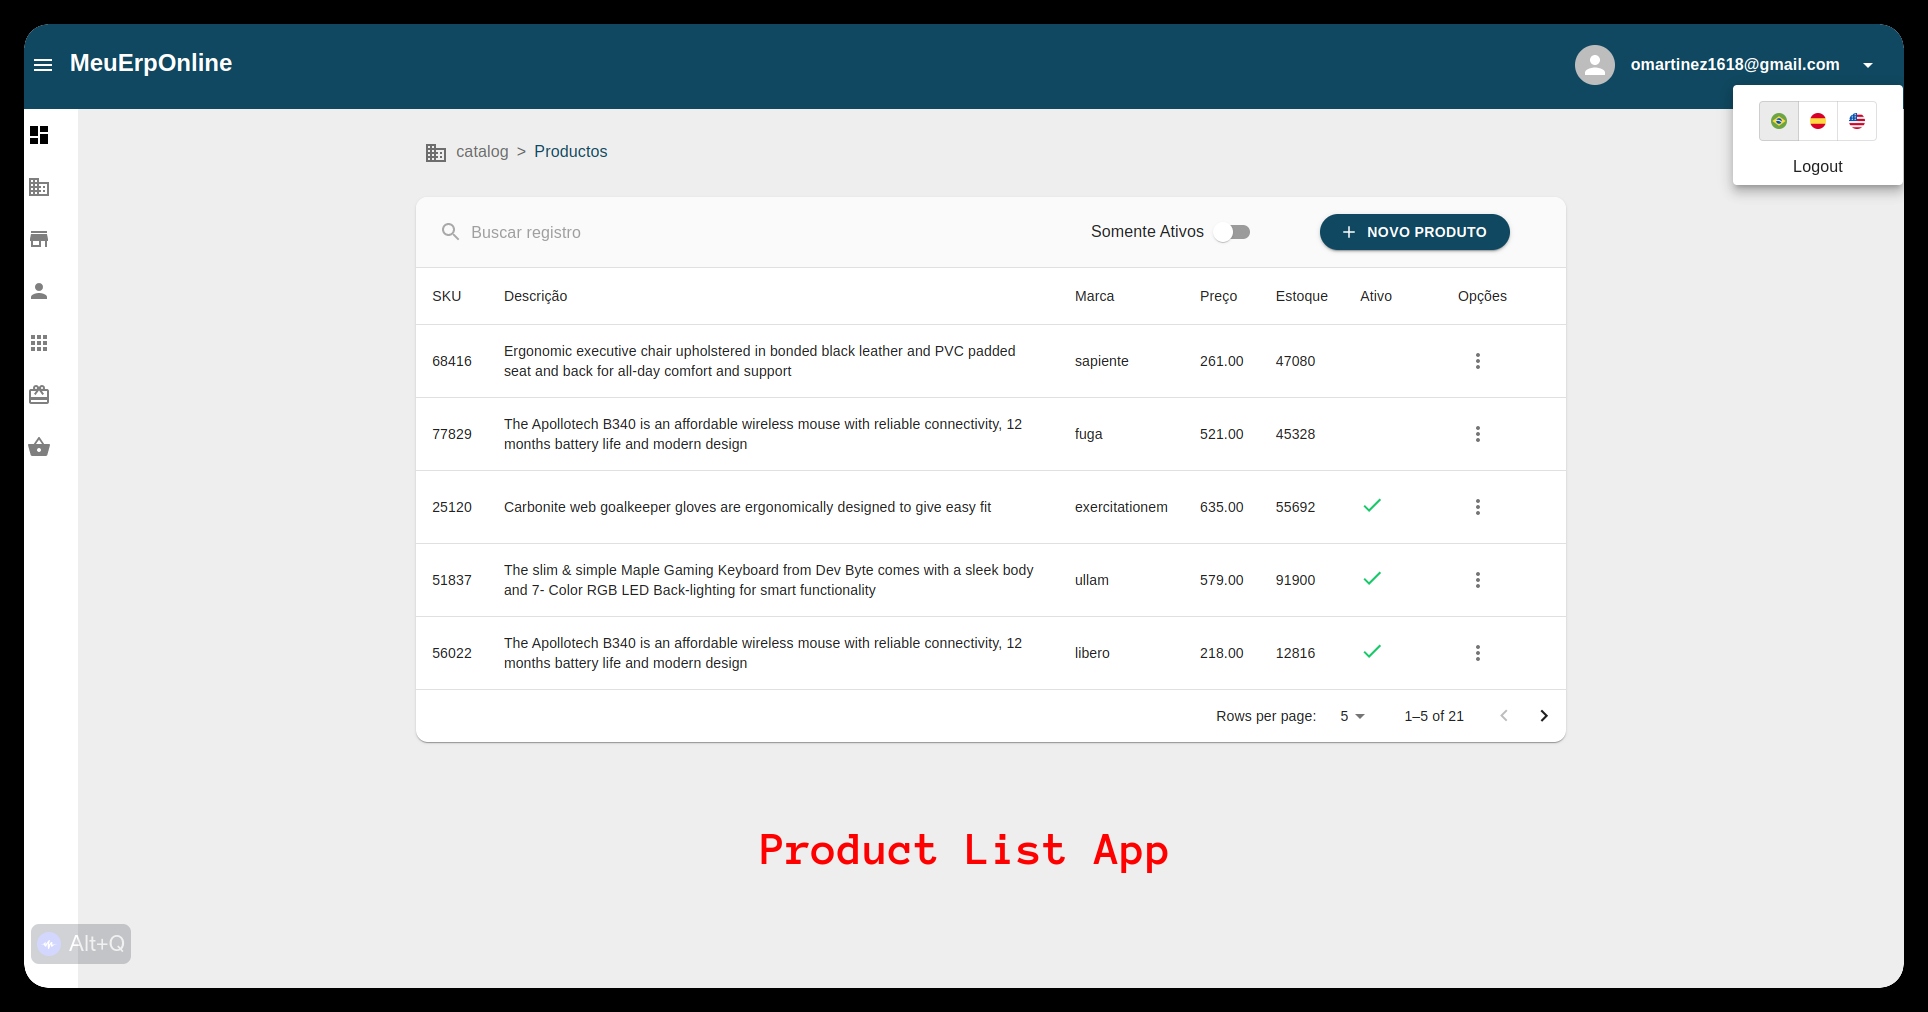 MeuErpOnline
omartinez1618@gmail.com
Logout
catalog > Productos
Buscar registro
Somente Ativos
NOVO PRODUTO
SKU Descrição Marca Preço Estoque Ativo Opções
68416 Ergonomic executive chair upholstered in bonded black leather and PVC padded
seat and back for all-day comfort and support
sapiente 261.00 47080
77829 The Apollotech B340 is an affordable wireless mouse with reliable connectivity, 12
months battery life and modern design
fuga 521.00 45328
25120 Carbonite web goalkeeper gloves are ergonomically designed to give easy fit exercitationem 635.00 55692
51837 The slim & simple Maple Gaming Keyboard from Dev Byte comes with a sleek body
and 7- Color RGB LED Back-lighting for smart functionality
ullam 579.00 91900
56022 The Apollotech B340 is an affordable wireless mouse with reliable connectivity, 12
months battery life and modern design
libero 218.00 12816
Rows per page: 5 1–5 of 21
Product List App
Alt+Q